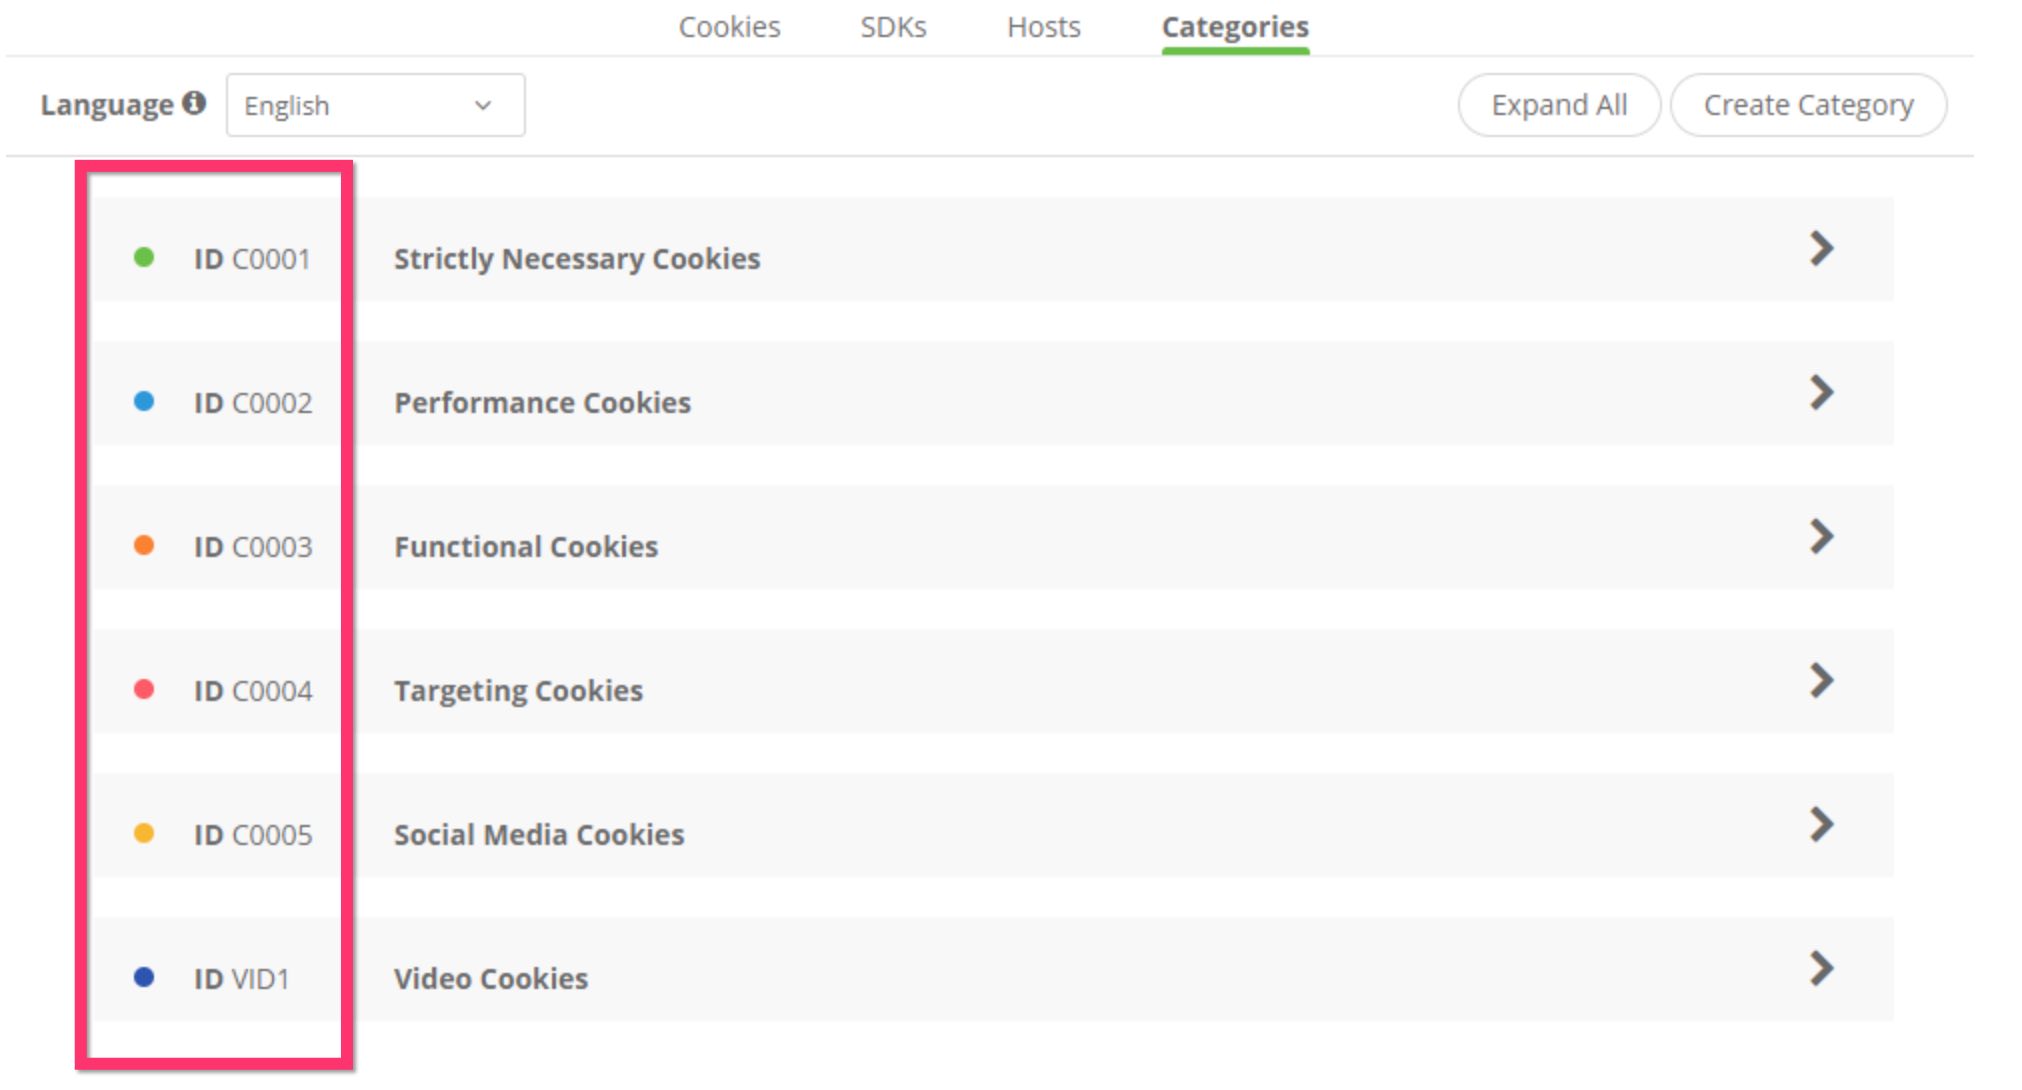 Cookies SDKs Hosts Categories
Language English Expand All Create Category
ID C0001 Strictly Necessary Cookies
ID C0002 Performance Cookies
ID C0003 Functional Cookies
ID C0004 Targeting Cookies
ID C0005 Social Media Cookies
ID VID1 Video Cookies